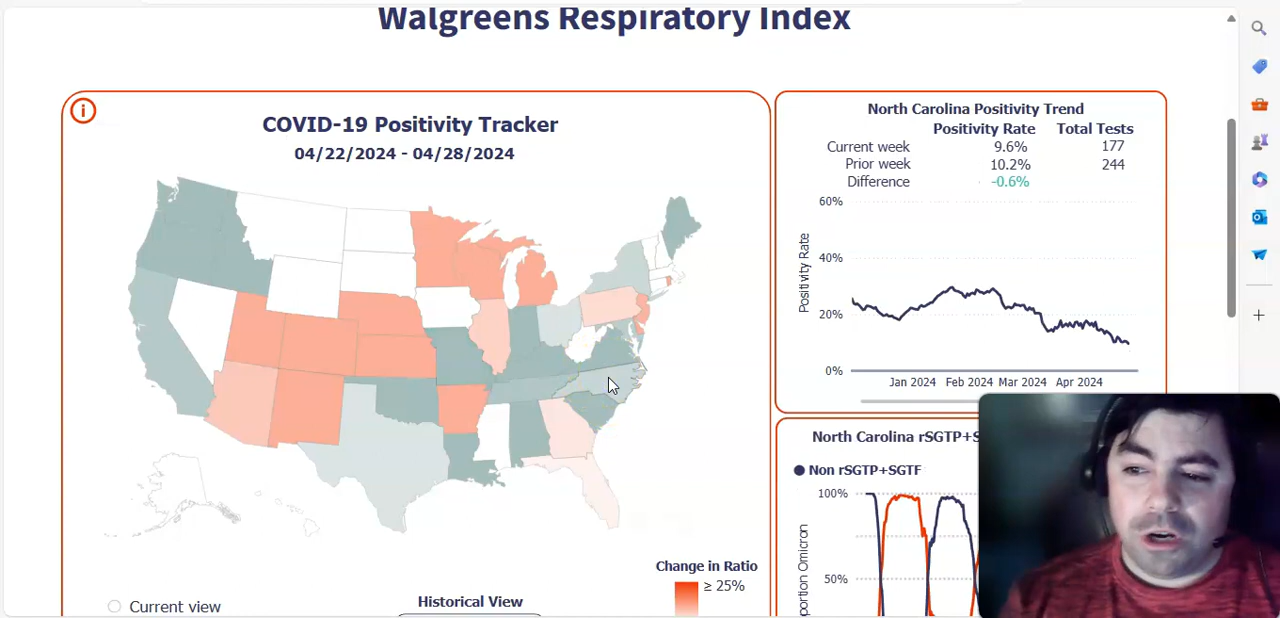 Walgreens Respiratory Index
COVID-19 Positivity Tracker
04/22/2024 - 04/28/2024
Current view
Historical View
Change in Ratio
≥ 25%
North Carolina Positivity Trend
Positivity Rate Total Tests
Current week 9.6% 177
Prior week 10.2% 244
Difference -0.6%
60%
40%
20%
0%
Positivity Rate
Jan 2024 Feb 2024 Mar 2024 Apr 2024
North Carolina rSGTP+S
Non rSGTP+SGTF
100%
50%
portion Omicron